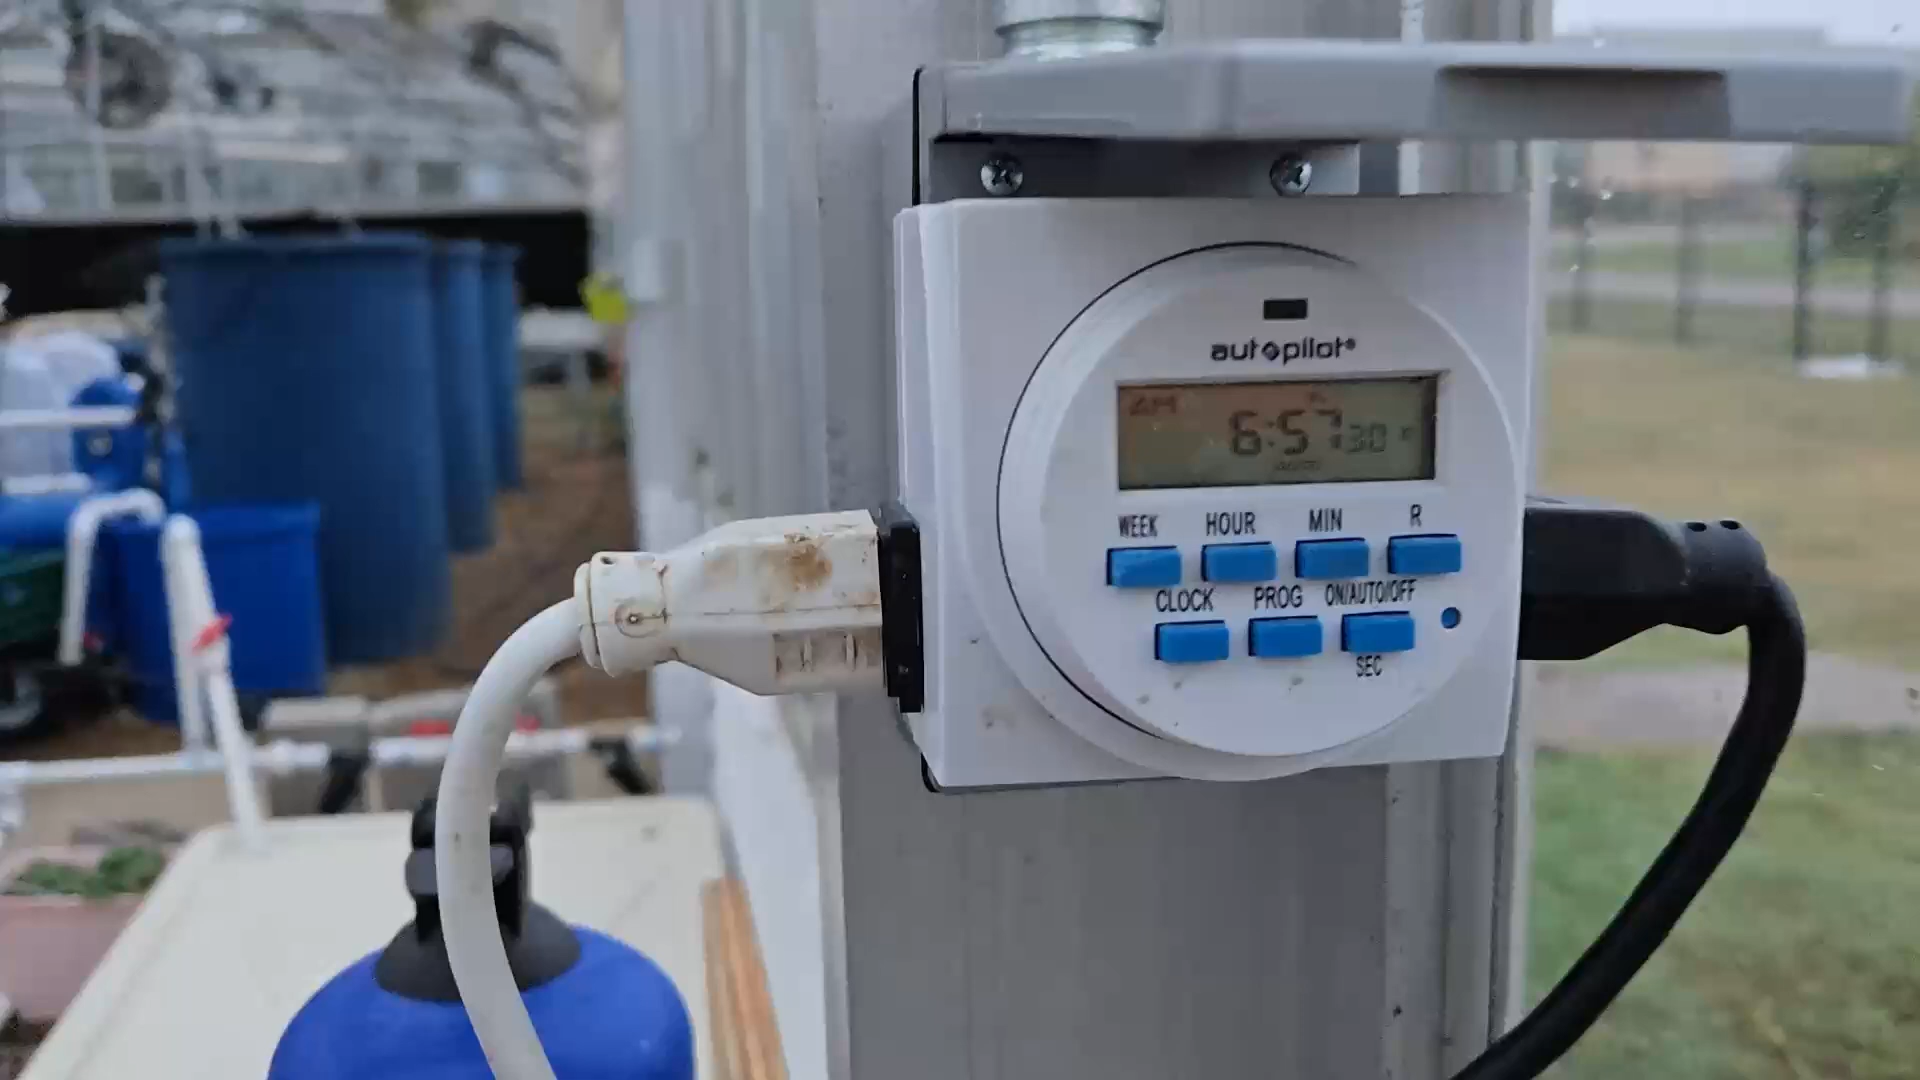 autopilot®
AM
6:57 30
WEEK HOUR MIN R
CLOCK PROG ON/AUTO/OFF
SEC